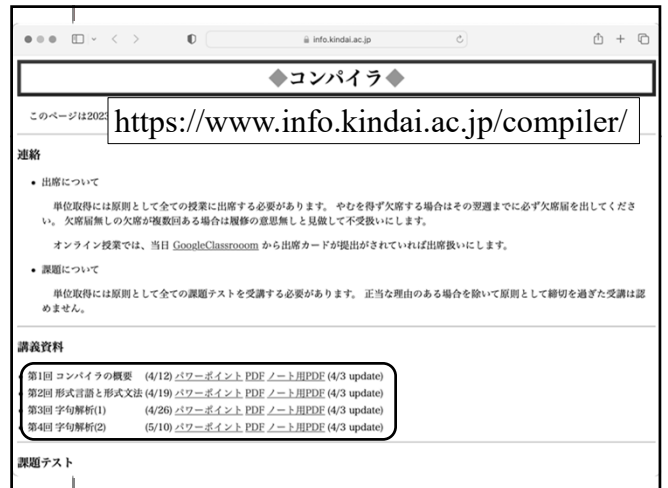 info.kindai.ac.jp
◆コンパイラ◆
このページは2023
https://www.info.kindai.ac.jp/compiler/
連絡
• 出席について
単位取得には原則として全ての授業に出席する必要があります。 やむを得ず欠席する場合はその翌週までに必ず欠席届を出してくださ
い。 欠席届無しの欠席が複数回ある場合は履修の意思無しと見做して不受扱いにします。
オンライン授業では、当日 GoogleClassrooom から出席カードが提出がされていれば出席扱いにします。
• 課題について
単位取得には原則として全ての課題テストを受講する必要があります。 正当な理由のある場合を除いて原則として締切を過ぎた受講は認
めません。
講義資料
第1回 コンパイラの概要 (4/12) パワーポイント PDF ノート用PDF (4/3 update)
第2回 形式言語と形式文法 (4/19) パワーポイント PDF ノート用PDF (4/3 update)
第3回 字句解析(1) (4/26) パワーポイント PDF ノート用PDF (4/3 update)
第4回 字句解析(2) (5/10) パワーポイント PDF ノート用PDF (4/3 update)
課題テスト